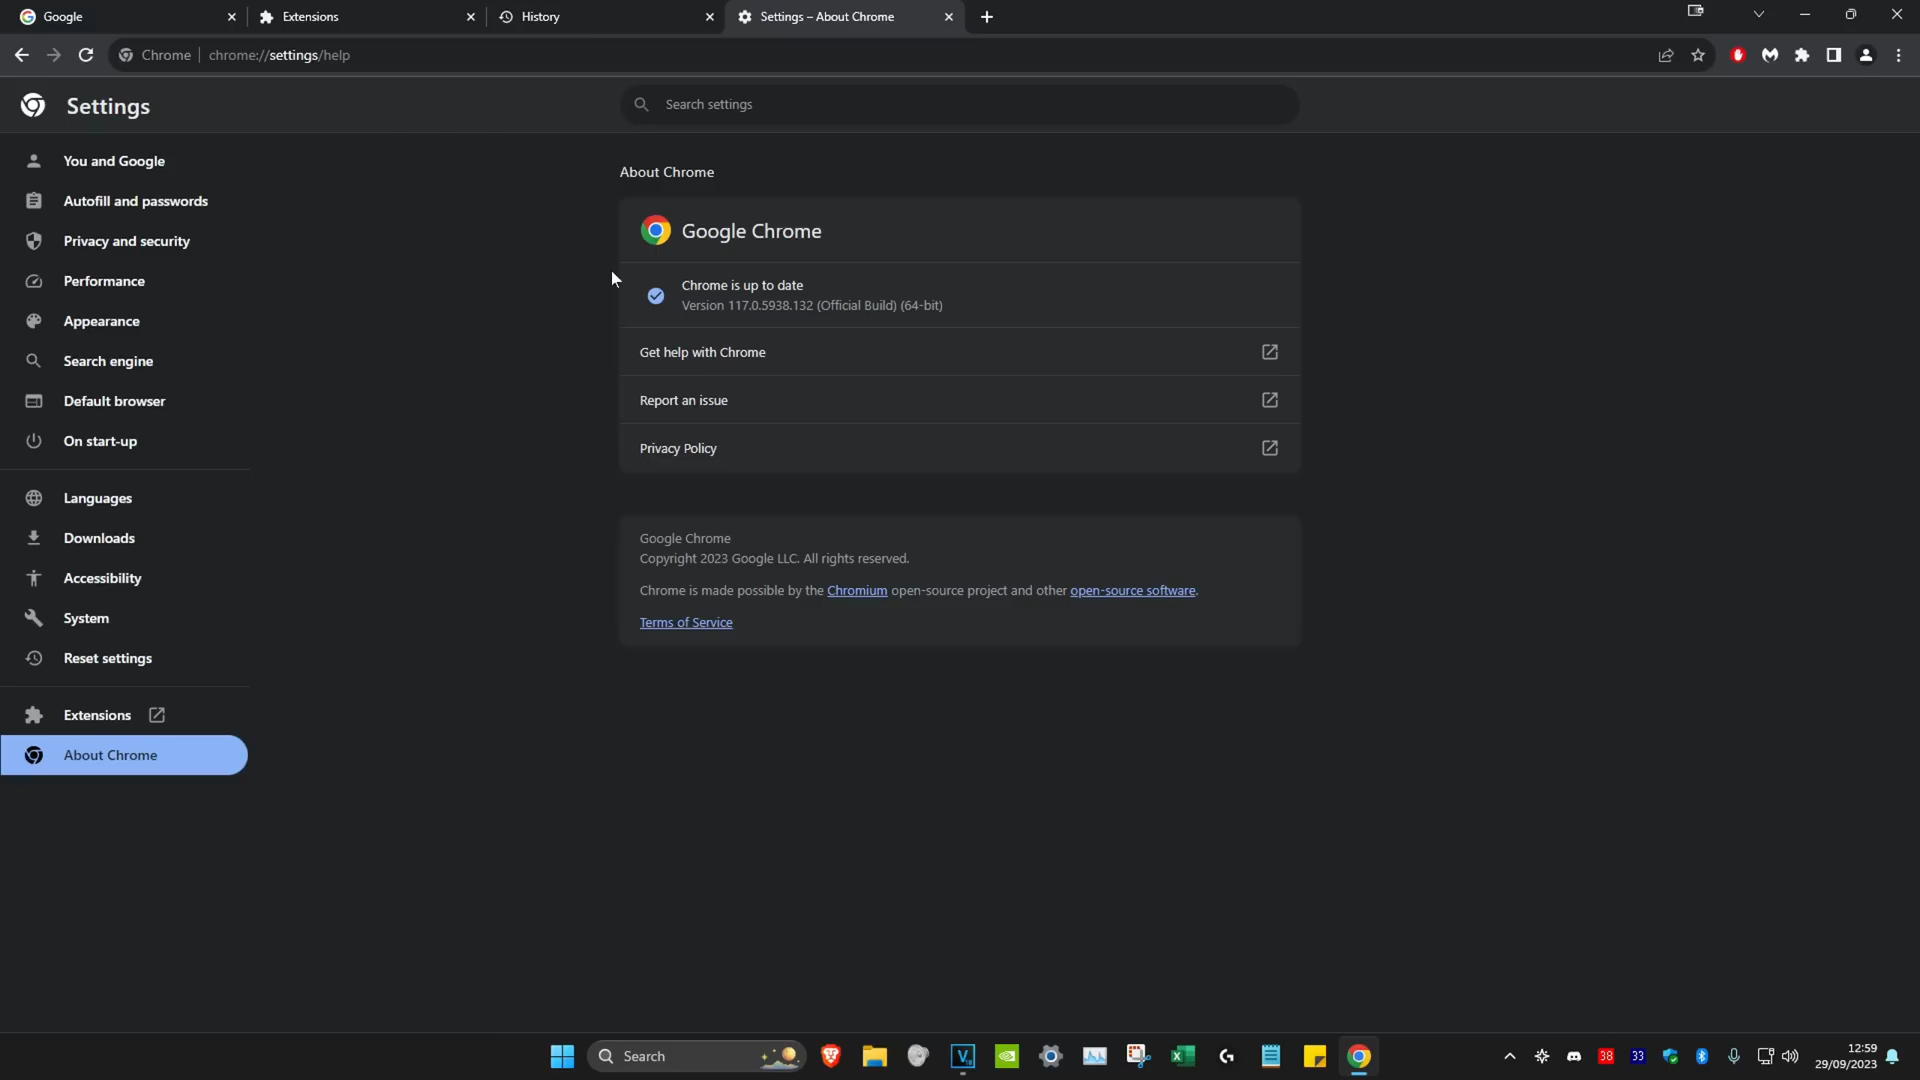 Google
Extensions
History
Settings – About Chrome
Chrome
chrome://settings/help
Settings
Search settings
You and Google
Autofill and passwords
Privacy and security
Performance
Appearance
Search engine
Default browser
On start-up
Languages
Downloads
Accessibility
System
Reset settings
Extensions
About Chrome
About Chrome
Google Chrome
Chrome is up to date
Version 117.0.5938.132 (Official Build) (64-bit)
Get help with Chrome
Report an issue
Privacy Policy
Google Chrome
Copyright 2023 Google LLC. All rights reserved.
Chrome is made possible by the Chromium open-source project and other open-source software.
Terms of Service
Search
38
33
12:59
29/09/2023